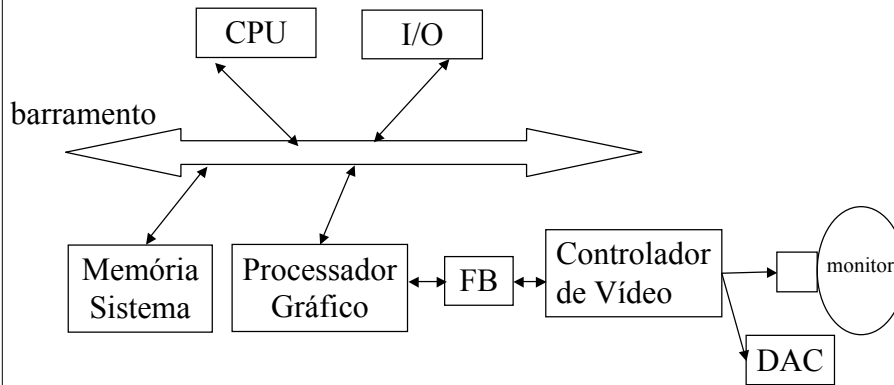 CPU
I/O
barramento
Memória
Sistema
Processador
Gráfico
FB
Controlador
de Vídeo
monitor
DAC